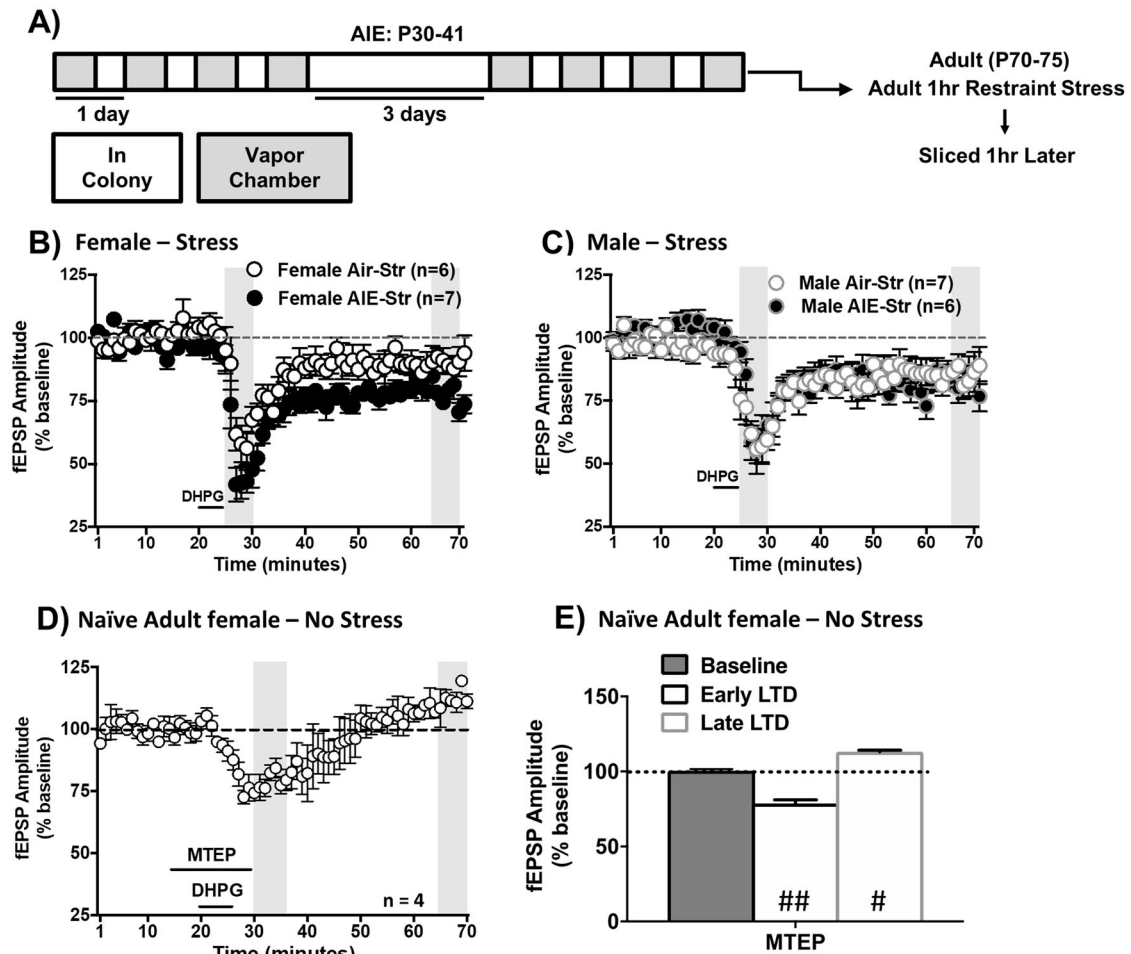 A)
AIE: P30-41
1 day
3 days
In
Colony
Vapor
Chamber
Adult (P70-75)
Adult 1hr Restraint Stress
Sliced 1hr Later
B) Female – Stress
Female Air-Str (n=6)
Female AIE-Str (n=7)
fEPSP Amplitude
(% baseline)
125
100
75
50
25
DHPG
1 10 20 30 40 50 60 70
Time (minutes)
C) Male – Stress
Male Air-Str (n=7)
Male AIE-Str (n=6)
fEPSP Amplitude
(% baseline)
125
100
75
50
25
DHPG
1 10 20 30 40 50 60 70
Time (minutes)
D) Naïve Adult female – No Stress
fEPSP Amplitude
(% baseline)
125
100
75
50
25
MTEP
DHPG
n = 4
1 10 20 30 40 50 60 70
Time (minutes)
E) Naïve Adult female – No Stress
Baseline
Early LTD
Late LTD
fEPSP Amplitude
(% baseline)
150
100
50
0
## #
MTEP